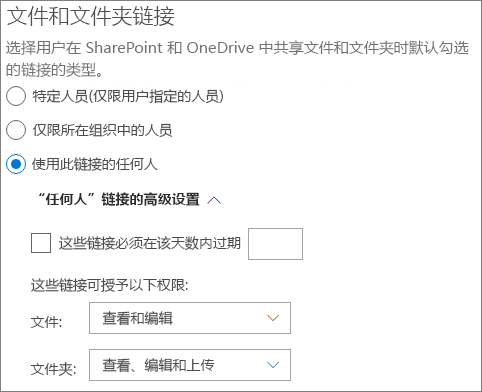 文件和文件夹链接
选择用户在 SharePoint 和 OneDrive 中共享文件和文件夹时默认勾选
的链接的类型。
特定人员(仅限用户指定的人员)
仅限所在组织中的人员
使用此链接的任何人
“任何人”链接的高级设置
这些链接必须在该天数内过期
这些链接可授予以下权限:
文件: 查看和编辑
文件夹: 查看、编辑和上传